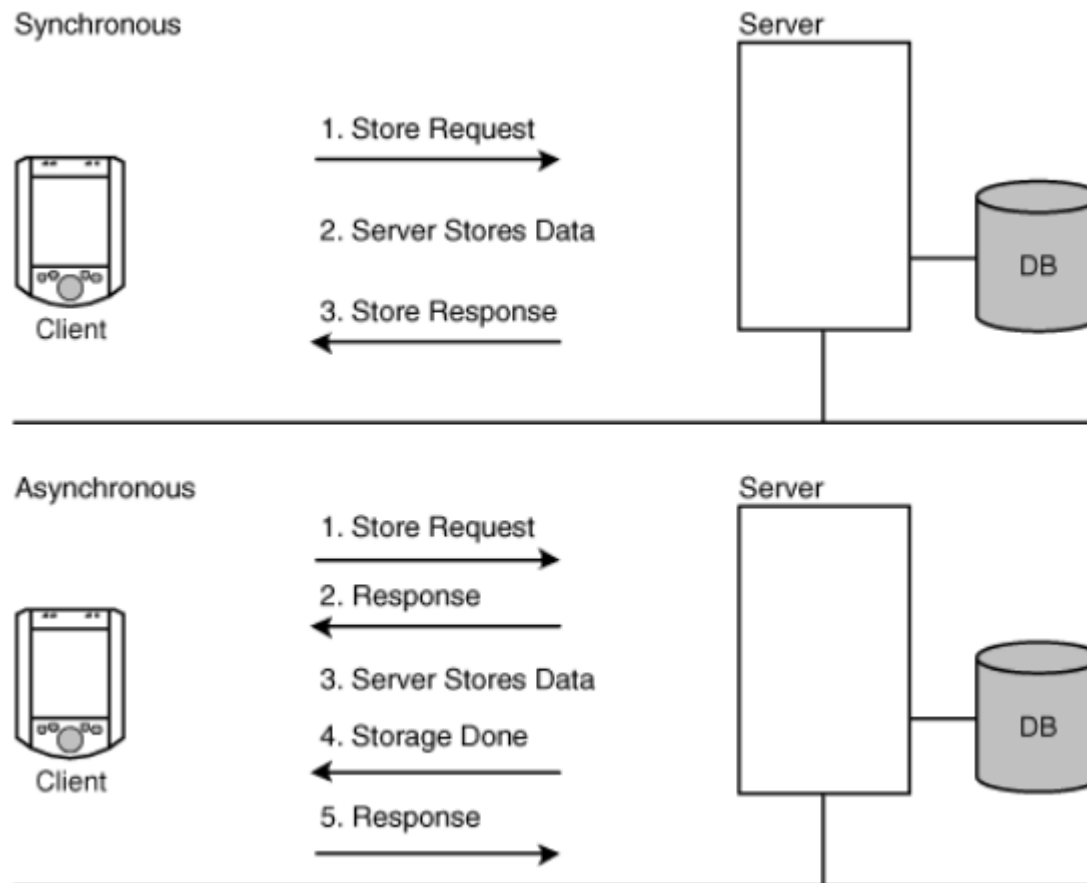 Synchronous
Server
1. Store Request
2. Server Stores Data
3. Store Response
DB
Client
Asynchronous
Server
1. Store Request
2. Response
3. Server Stores Data
4. Storage Done
5. Response
DB
Client